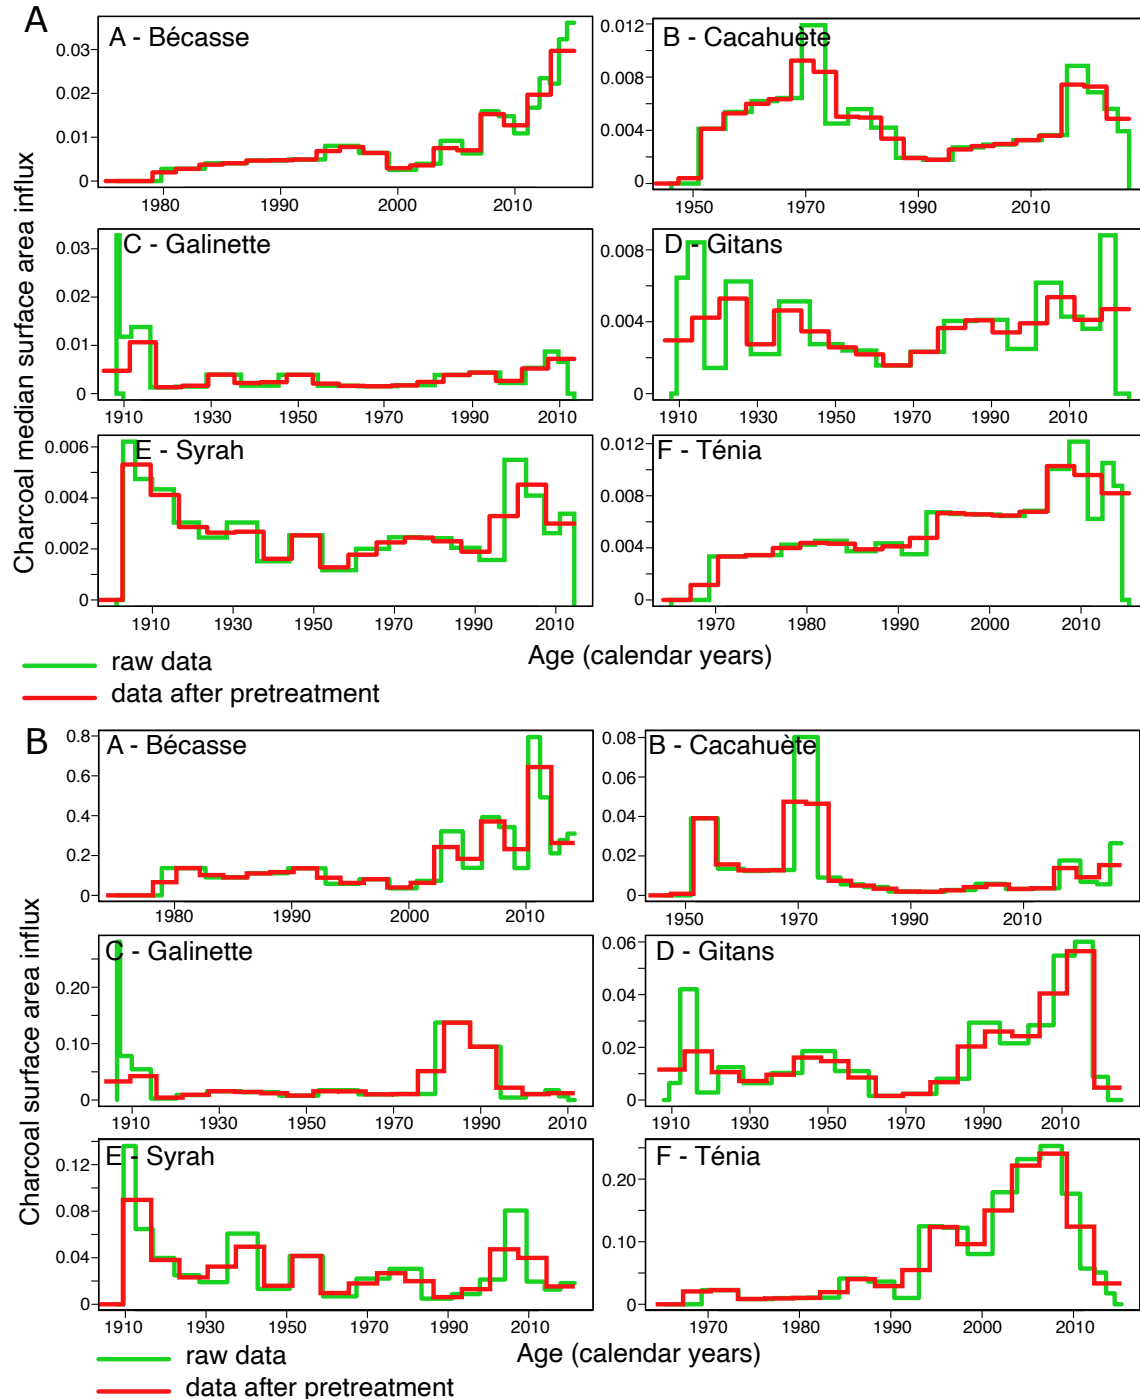 A
A - Bécasse
0.03
0.02
0.01
0
1980 1990 2000 2010
B - Cacahuète
0.012
0.008
0.004
0
1950 1970 1990 2010
C - Galinette
0.03
0.02
0.01
0
1910 1930 1950 1970 1990 2010
D - Gitans
0.008
0.004
0
1910 1930 1950 1970 1990 2010
E - Syrah
0.006
0.004
0.002
0
1910 1930 1950 1970 1990 2010
F - Ténia
0.012
0.008
0.004
0
1970 1980 1990 2000 2010
Charcoal median surface area influx
Age (calendar years)
raw data
data after pretreatment
B
A - Bécasse
0.8
0.6
0.4
0.2
0
1980 1990 2000 2010
B - Cacahuète
0.08
0.06
0.04
0.02
0
1950 1970 1990 2010
C - Galinette
0.20
0.10
0
1910 1930 1950 1970 1990 2010
D - Gitans
0.06
0.04
0.02
0
1910 1930 1950 1970 1990 2010
E - Syrah
0.12
0.08
0.04
0
1910 1930 1950 1970 1990 2010
F - Ténia
0.20
0.10
0
1970 1980 1990 2000 2010
Charcoal surface area influx
Age (calendar years)
raw data
data after pretreatment